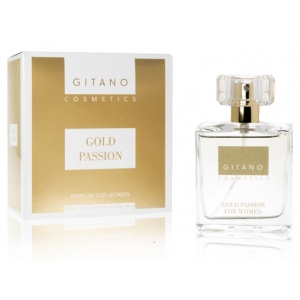 GITANO
COSMETICS
GOLD
PASSION
PARFUM FOR WOMEN
GITANO
COSMETICS
GOLD PASSION
FOR WOMEN